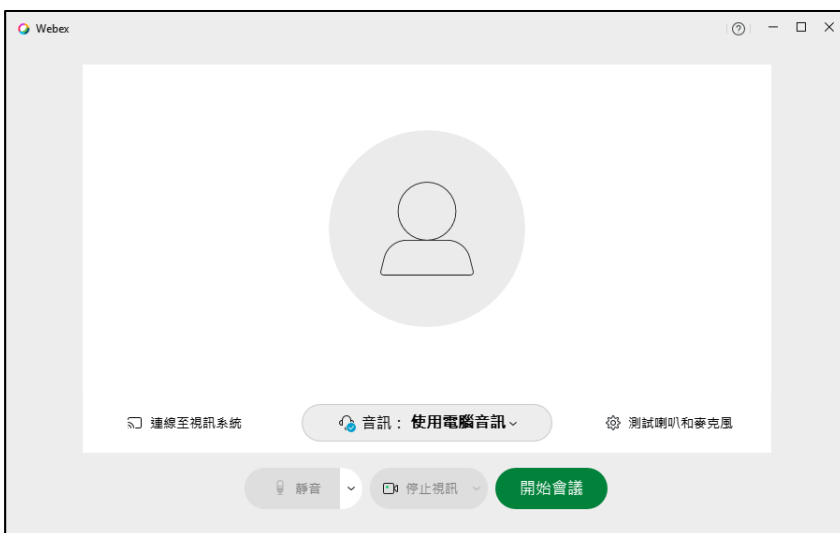 Webex
連線至視訊系統
音訊： 使用電腦音訊
測試喇叭和麥克風
靜音
停止視訊
開始會議